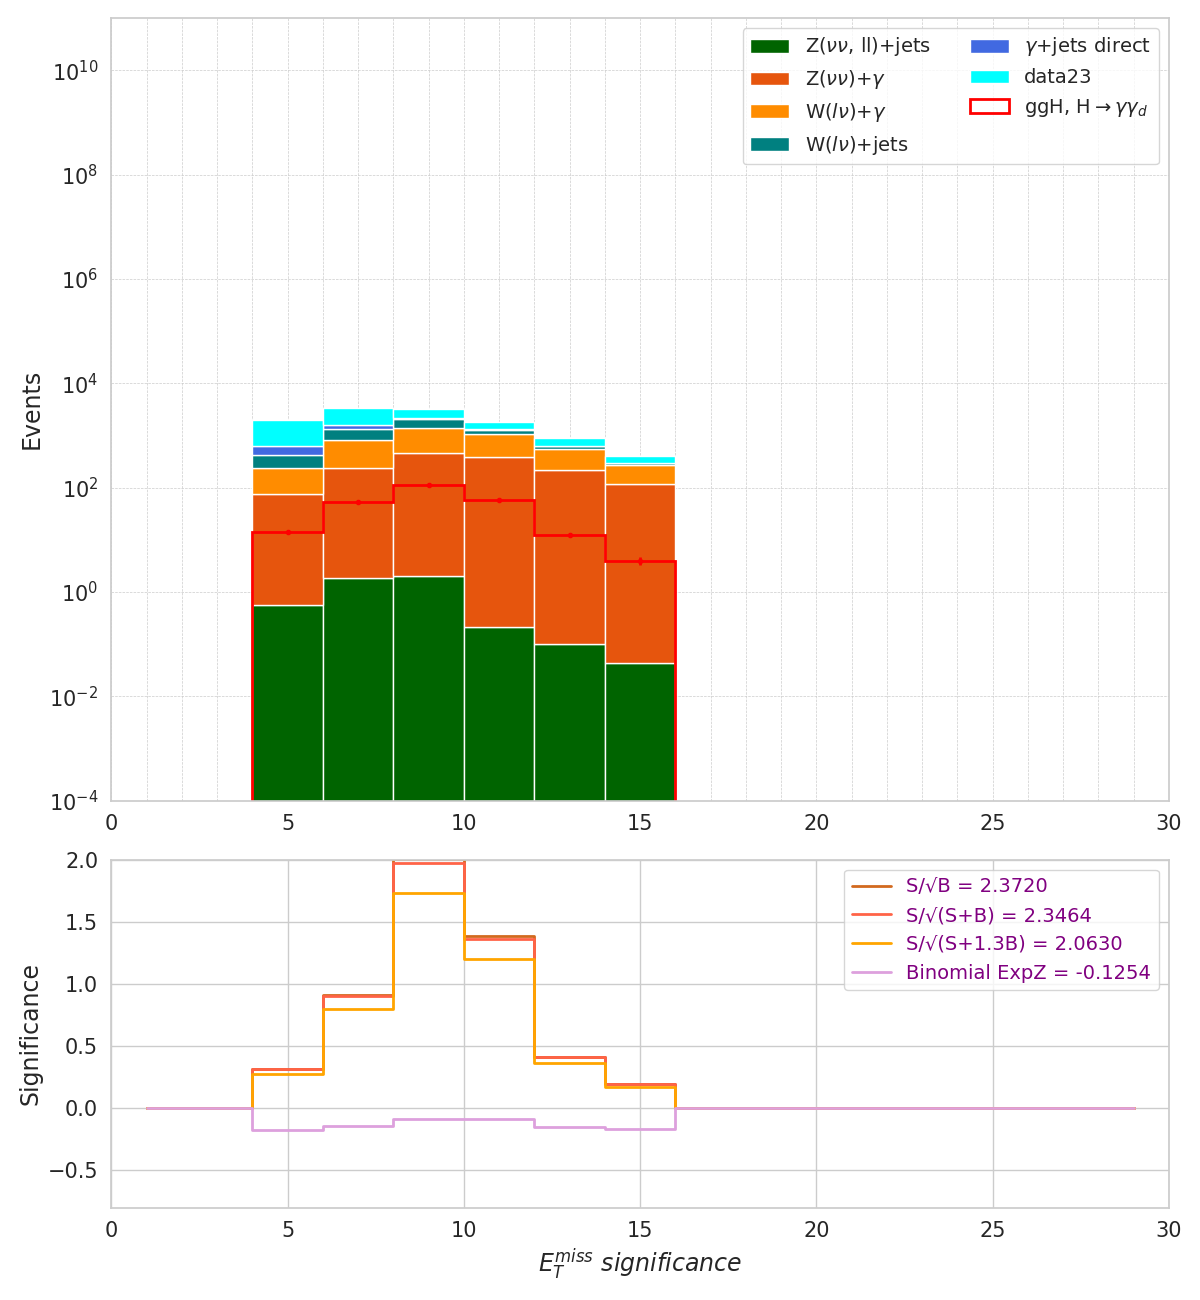 Z(νν, ll)+jets
Z(νν)+γ
W(lν)+γ
W(lν)+jets
γ+jets direct
data23
ggH, H→γγ_d
Events
10^10
10^8
10^6
10^4
10^2
10^0
10^−2
10^−4
0 5 10 15 20 25 30
S/√B = 2.3720
S/√(S+B) = 2.3464
S/√(S+1.3B) = 2.0630
Binomial ExpZ = -0.1254
Significance
2.0
1.5
1.0
0.5
0.0
−0.5
0 5 10 15 20 25 30
E_T^miss significance